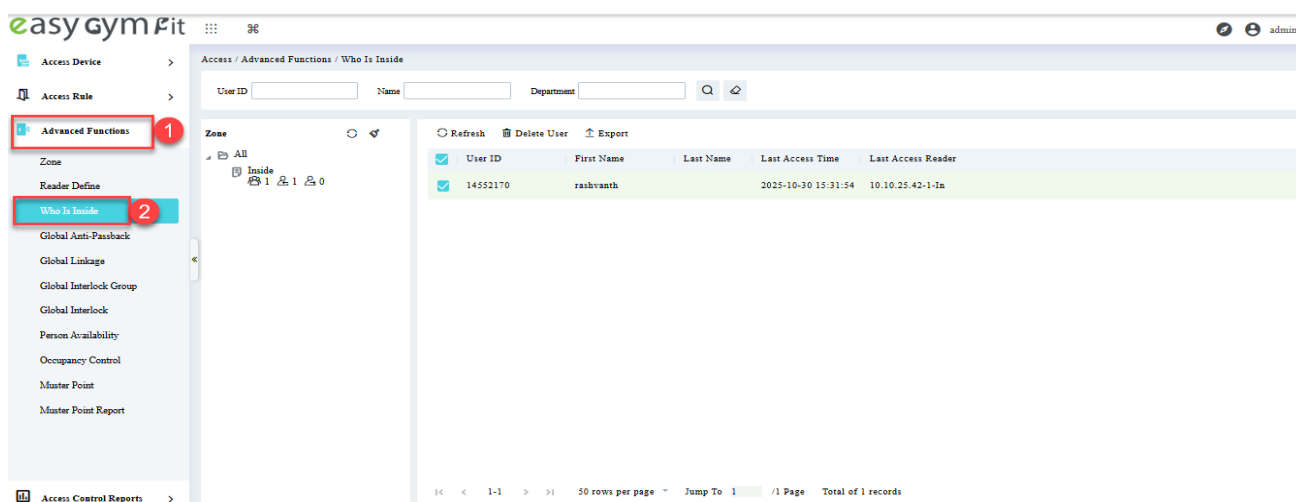 easy Gym Fit
admin
Access Device
Access / Advanced Functions / Who Is Inside
Access Rule
User ID Name Department
Advanced Functions 1
Zone
Refresh Delete User Export
All
User ID First Name Last Name Last Access Time Last Access Reader
Zone
Inside
1 1 0
14552170 rashvanth 2025-10-30 15:31:54 10.10.25.42-1-In
Reader Define
Who Is Inside 2
Global Anti-Passback
Global Linkage
Global Interlock Group
Global Interlock
Person Availability
Occupancy Control
Muster Point
Muster Point Report
Access Control Reports
1-1 50 rows per page Jump To 1 /1 Page Total of 1 records